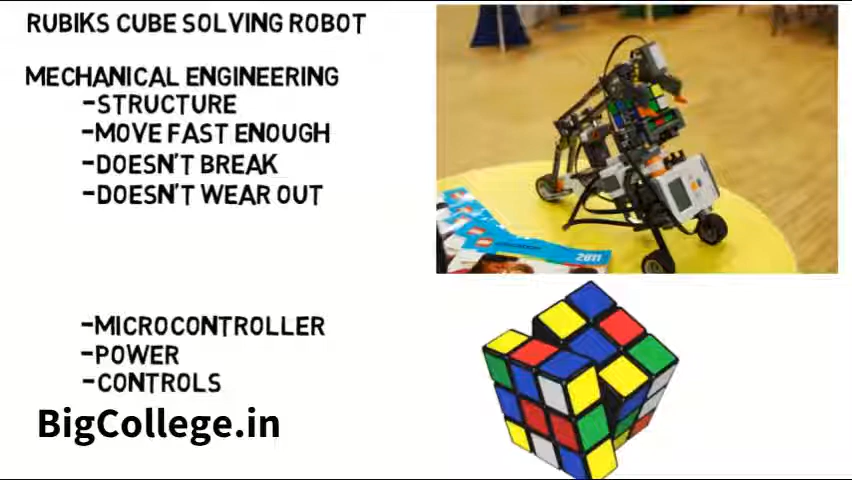 RUBIKS CUBE SOLVING ROBOT
MECHANICAL ENGINEERING
-STRUCTURE
-MOVE FAST ENOUGH
-DOESN'T BREAK
-DOESN'T WEAR OUT
-MICROCONTROLLER
-POWER
-CONTROLS
BigCollege.in
2011